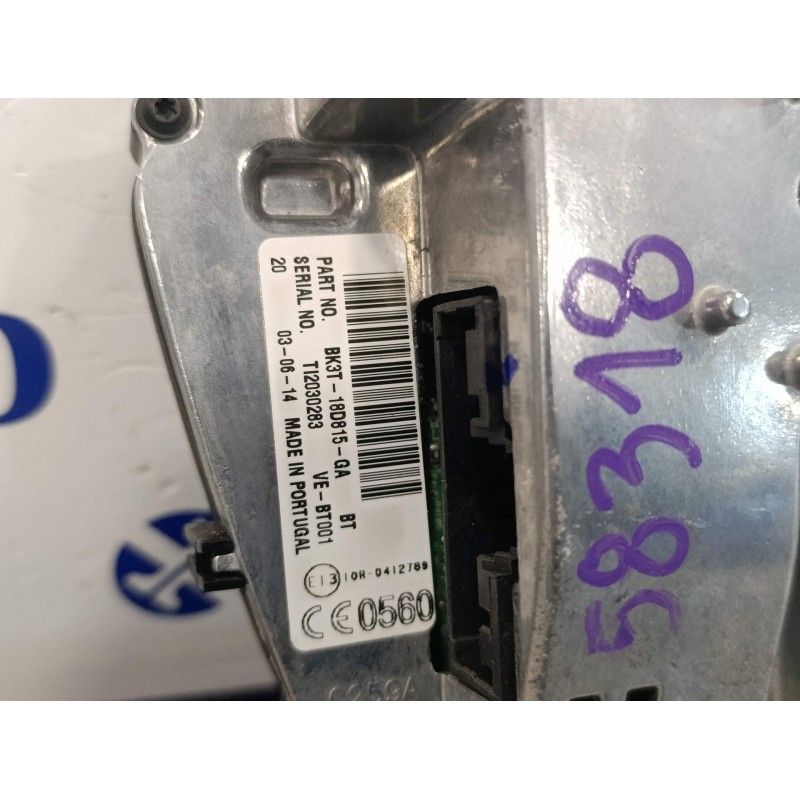 PART NO. BK3T-18D815-GA BT
SERIAL NO. TI2030283 VE-BT001
20 03-06-14 MADE IN PORTUGAL
E13 10R-0412789
CE0560
58318